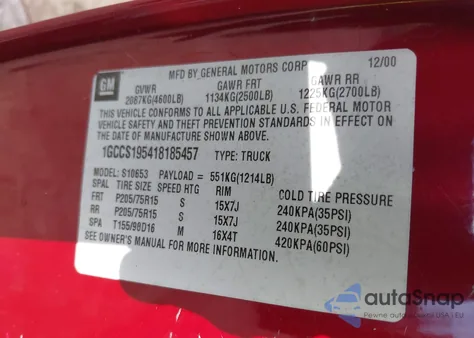 MFD BY GENERAL MOTORS CORP 12/00
GM GVWR GAWR FRT GAWR RR
2087KG(4600LB) 1134KG(2500LB) 1225KG(2700LB)
THIS VEHICLE CONFORMS TO ALL APPLICABLE U.S. FEDERAL MOTOR
VEHICLE SAFETY AND THEFT PREVENTION STANDARDS IN EFFECT ON
THE DATE OF MANUFACTURE SHOWN ABOVE.
1GCCS195418185457 TYPE: TRUCK
MODEL: S10653 PAYLOAD = 551KG(1214LB)
SPAL TIRE SIZE SPEED RTG RIM COLD TIRE PRESSURE
FRT P205/75R15 S 15X7J 240KPA(35PSI)
RR P205/75R15 S 15X7J 240KPA(35PSI)
SPA T155/90D16 M 16X4T 420KPA(60PSI)
SEE OWNER'S MANUAL FOR MORE INFORMATION.
autoSnap
Pewne auto z USA i EU